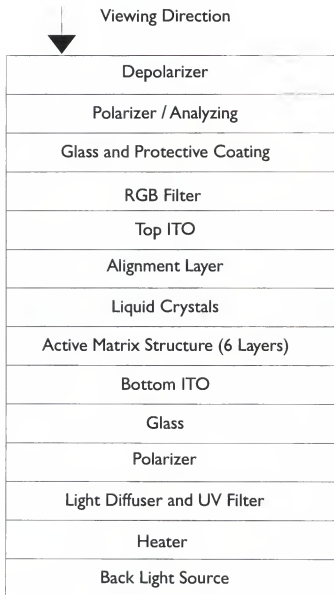 Viewing Direction
Depolarizer
Polarizer / Analyzing
Glass and Protective Coating
RGB Filter
Top ITO
Alignment Layer
Liquid Crystals
Active Matrix Structure (6 Layers)
Bottom ITO
Glass
Polarizer
Light Diffuser and UV Filter
Heater
Back Light Source